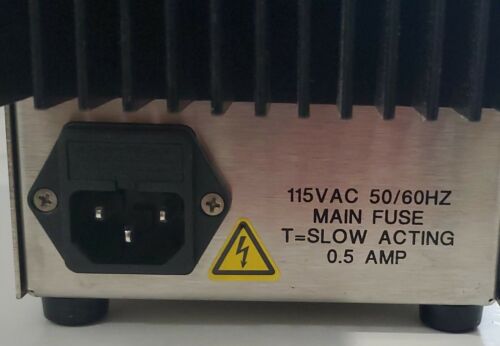 115VAC 50/60HZ
MAIN FUSE
T=SLOW ACTING
0.5 AMP